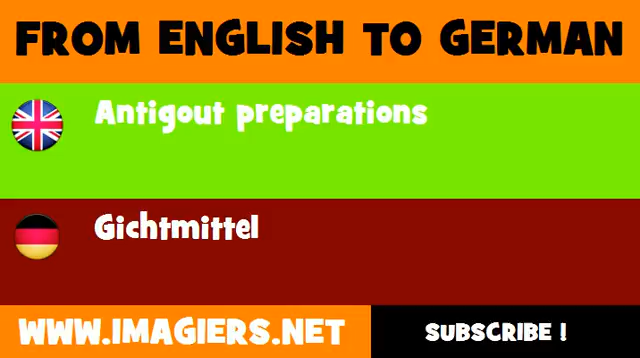 FROM ENGLISH TO GERMAN
Antigout preparations
Gichtmittel
WWW.IMAGIERS.NET
SUBSCRIBE !